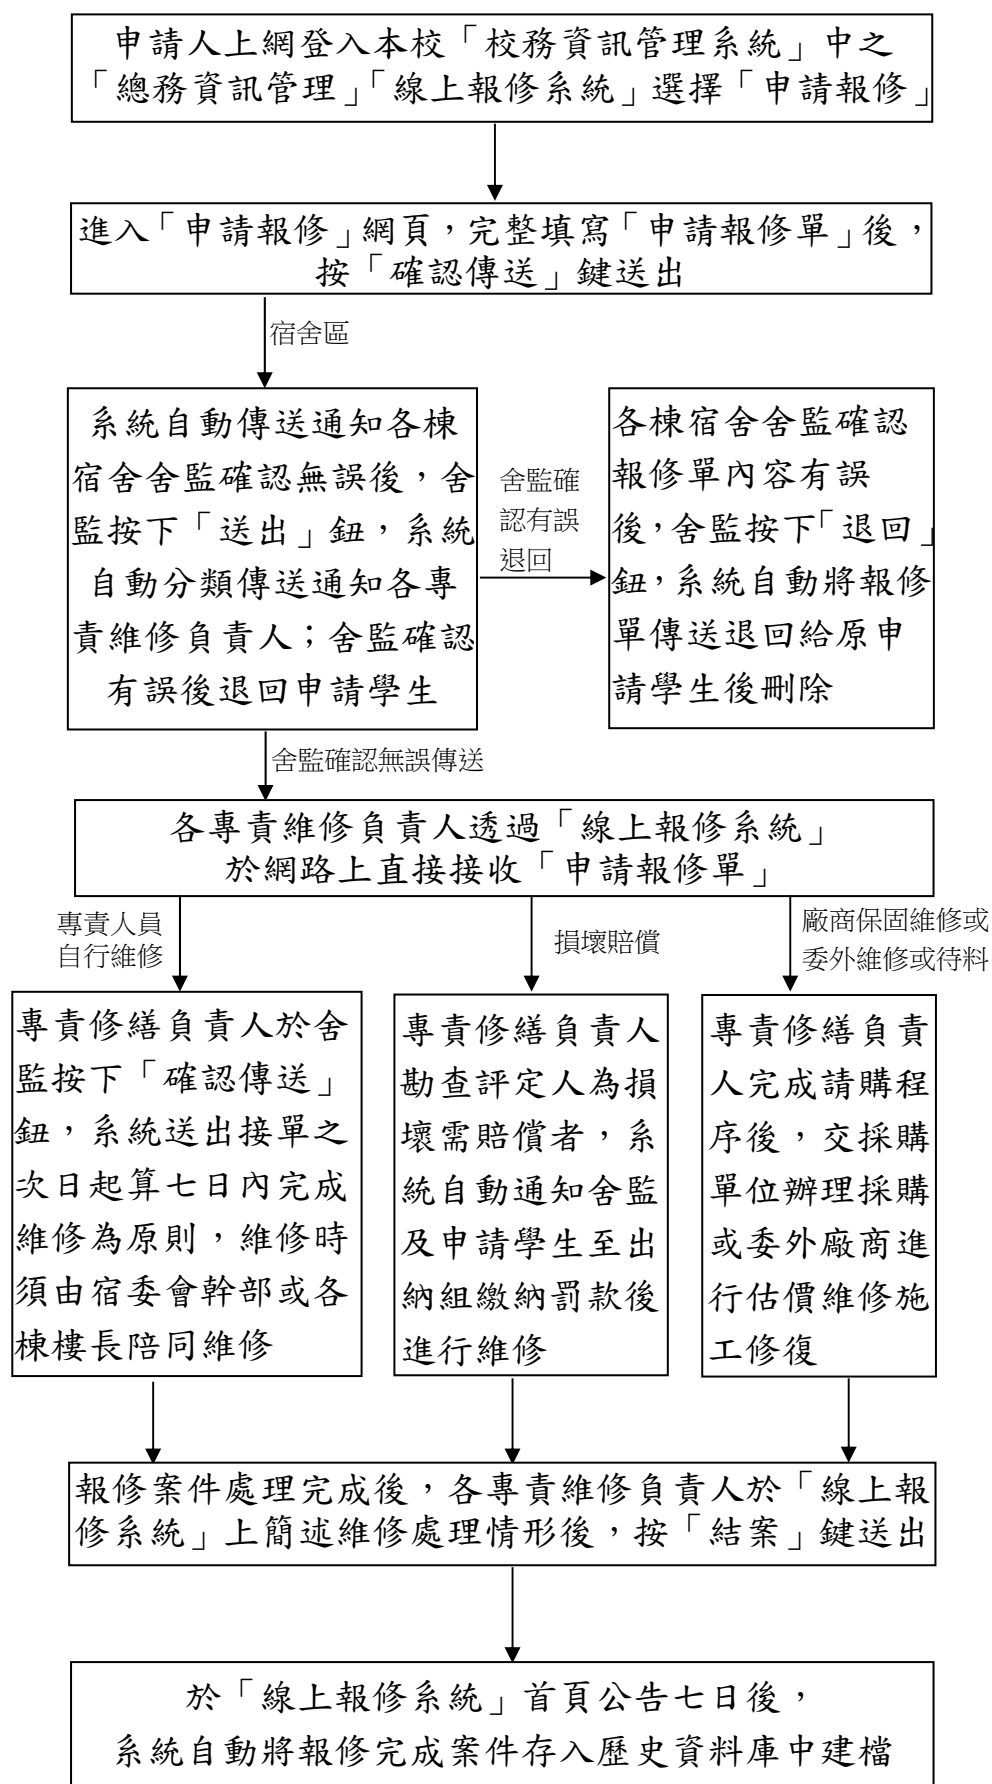 申請人上網登入本校「校務資訊管理系統」中之
「總務資訊管理」「線上報修系統」選擇「申請報修」
進入「申請報修」網頁，完整填寫「申請報修單」後，
按「確認傳送」鍵送出
宿舍區
系統自動傳送通知各棟
宿舍舍監確認無誤後，舍
監按下「送出」鈕，系統
自動分類傳送通知各專
責維修負責人；舍監確認
有誤後退回申請學生
舍監確
認有誤
退回
各棟宿舍舍監確認
報修單內容有誤
後，舍監按下「退回」
鈕，系統自動將報修
單傳送退回給原申
請學生後刪除
舍監確認無誤傳送
各專責維修負責人透過「線上報修系統」
於網路上直接接收「申請報修單」
專責人員
自行維修
損壞賠償
廠商保固維修或
委外維修或待料
專責修繕負責人於舍
監按下「確認傳送」
鈕，系統送出接單之
次日起算七日內完成
維修為原則，維修時
須由宿委會幹部或各
棟樓長陪同維修
專責修繕負責人
勘查評定人為損
壞需賠償者，系
統自動通知舍監
及申請學生至出
納組繳納罰款後
進行維修
專責修繕負責
人完成請購程
序後，交採購
單位辦理採購
或委外廠商進
行估價維修施
工修復
報修案件處理完成後，各專責維修負責人於「線上報
修系統」上簡述維修處理情形後，按「結案」鍵送出
於「線上報修系統」首頁公告七日後，
系統自動將報修完成案件存入歷史資料庫中建檔